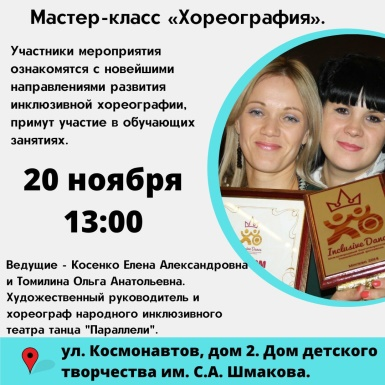 Мастер-класс «Хореография».
Участники мероприятия
ознакомятся с новейшими
направлениями развития
инклюзивной хореографии,
примут участие в обучающих
занятиях.
20 ноября
13:00
Inclusive Dance
Ведущие - Косенко Елена Александровна
и Томилина Ольга Анатольевна.
Художественный руководитель и
хореограф народного инклюзивного
театра танца "Параллели".
ул. Космонавтов, дом 2. Дом детского
творчества им. С.А. Шмакова.